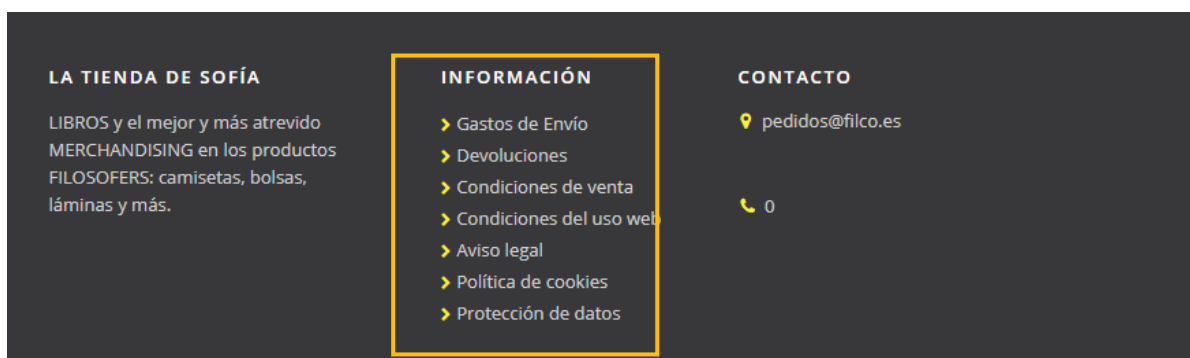 LA TIENDA DE SOFÍA
LIBROS y el mejor y más atrevido
MERCHANDISING en los productos
FILOSOFERS: camisetas, bolsas,
láminas y más.
INFORMACIÓN
Gastos de Envío
Devoluciones
Condiciones de venta
Condiciones del uso web
Aviso legal
Política de cookies
Protección de datos
CONTACTO
pedidos@filco.es
0